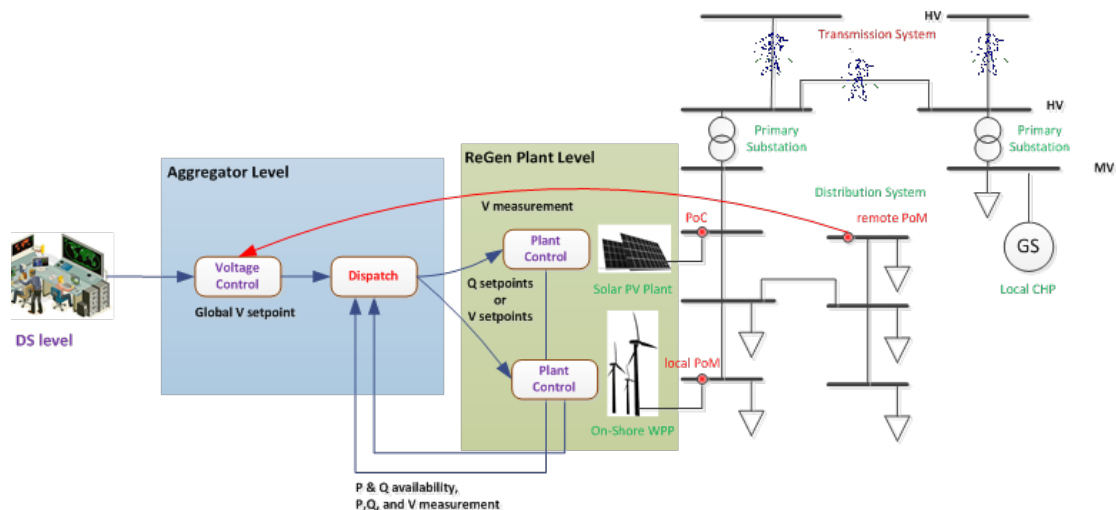 HV
Transmission System
HV
Primary
Substation
Primary
Substation
MV
Aggregator Level
ReGen Plant Level
Distribution System
V measurement
PoC
remote PoM
Plant
Control
GS
Voltage
Control
Dispatch
Solar PV Plant
Local CHP
Q setpoints
or
V setpoints
Global V setpoint
DS level
local PoM
Plant
Control
On-Shore WPP
P & Q availability,
P,Q, and V measurement